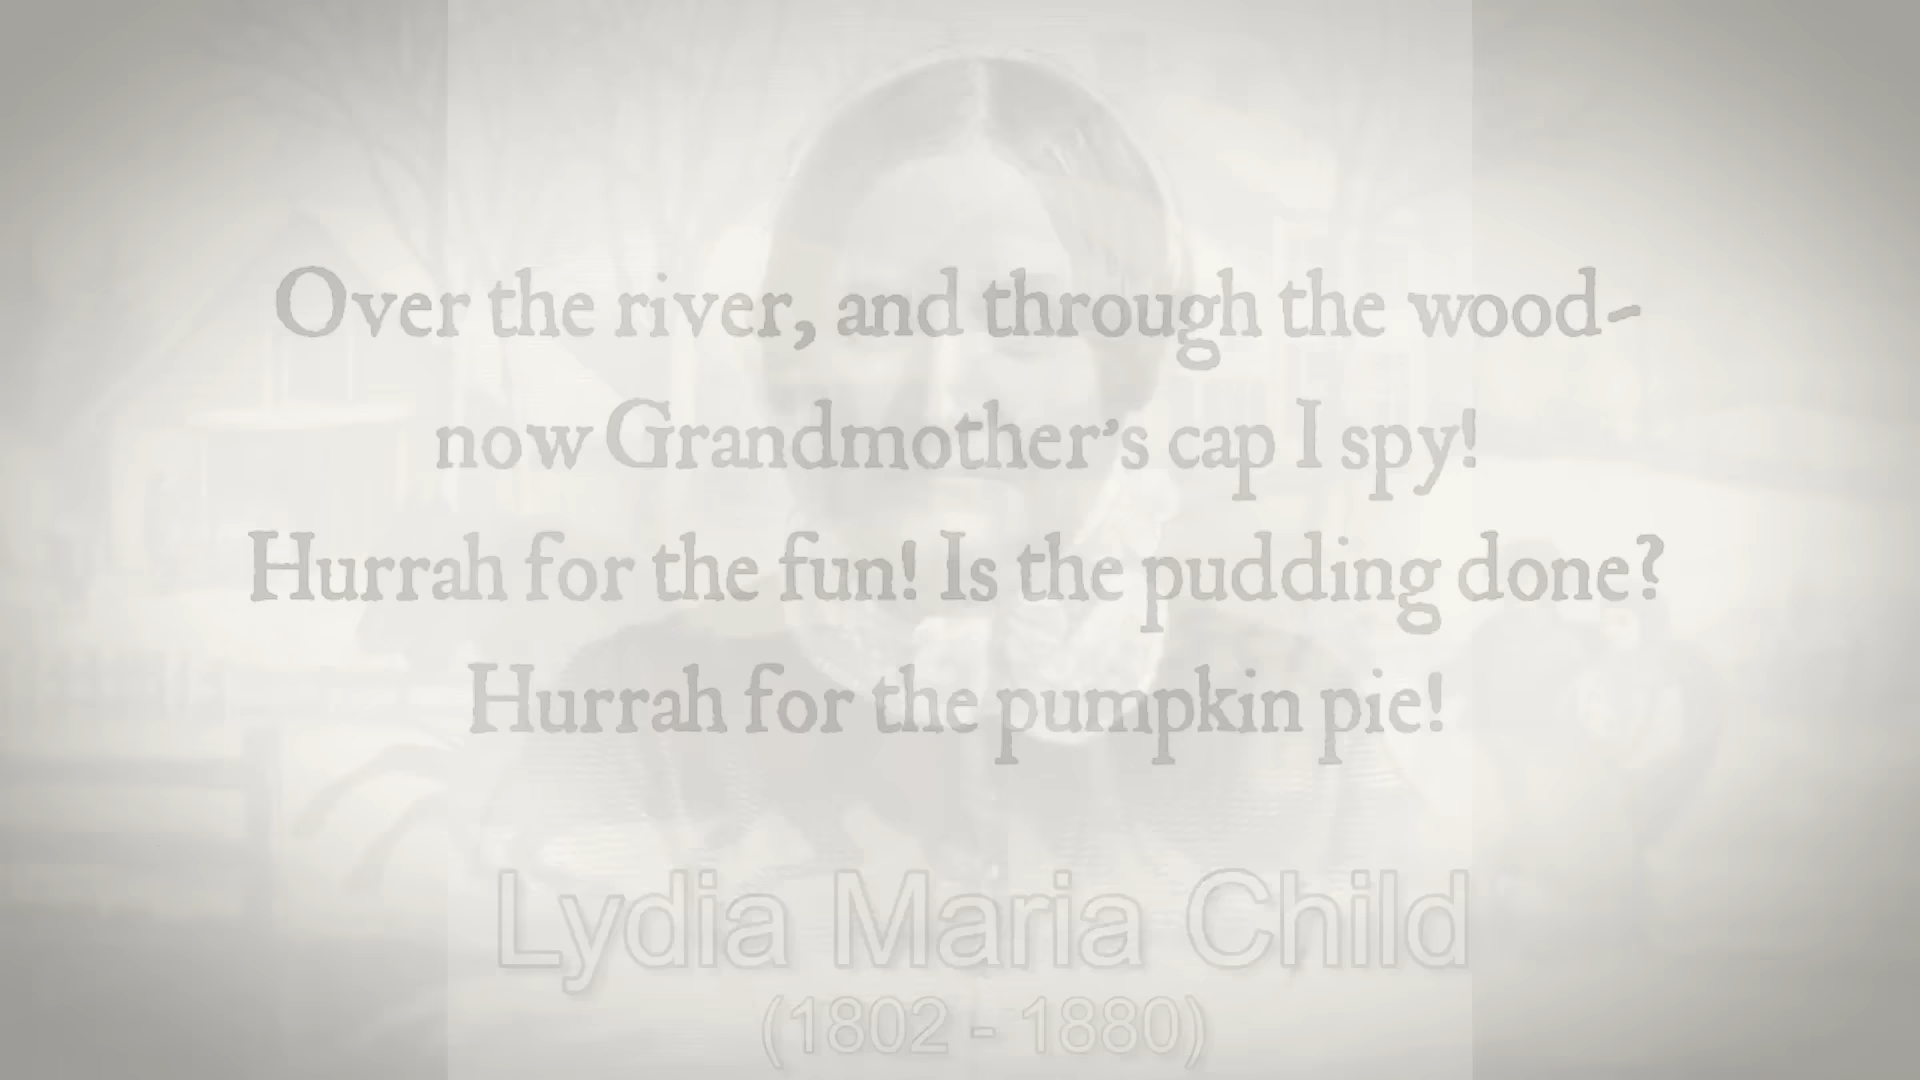 Over the river, and through the wood-
now Grandmother's cap I spy!
Hurrah for the fun! Is the pudding done?
Hurrah for the pumpkin pie!
Lydia Maria Child
(1802 - 1880)